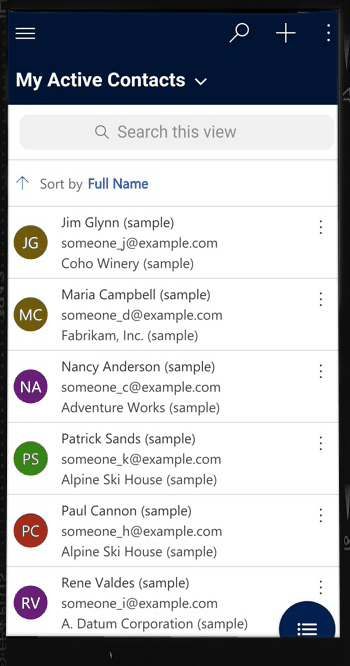 My Active Contacts
Search this view
Sort by Full Name
JG
Jim Glynn (sample)
someone_j@example.com
Coho Winery (sample)
MC
Maria Campbell (sample)
someone_d@example.com
Fabrikam, Inc. (sample)
NA
Nancy Anderson (sample)
someone_c@example.com
Adventure Works (sample)
PS
Patrick Sands (sample)
someone_k@example.com
Alpine Ski House (sample)
PC
Paul Cannon (sample)
someone_h@example.com
Alpine Ski House (sample)
RV
Rene Valdes (sample)
someone_i@example.com
A. Datum Corporation (sample)